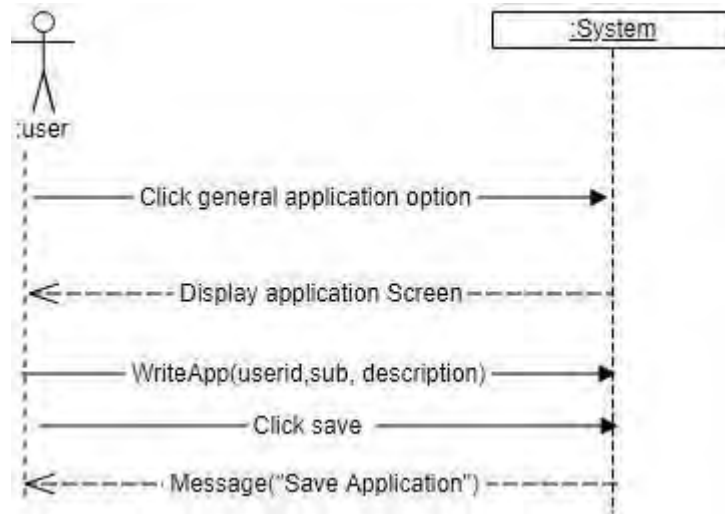 :System
:user
Click general application option
Display application Screen
WriteApp(userid,sub, description)
Click save
Message("Save Application")